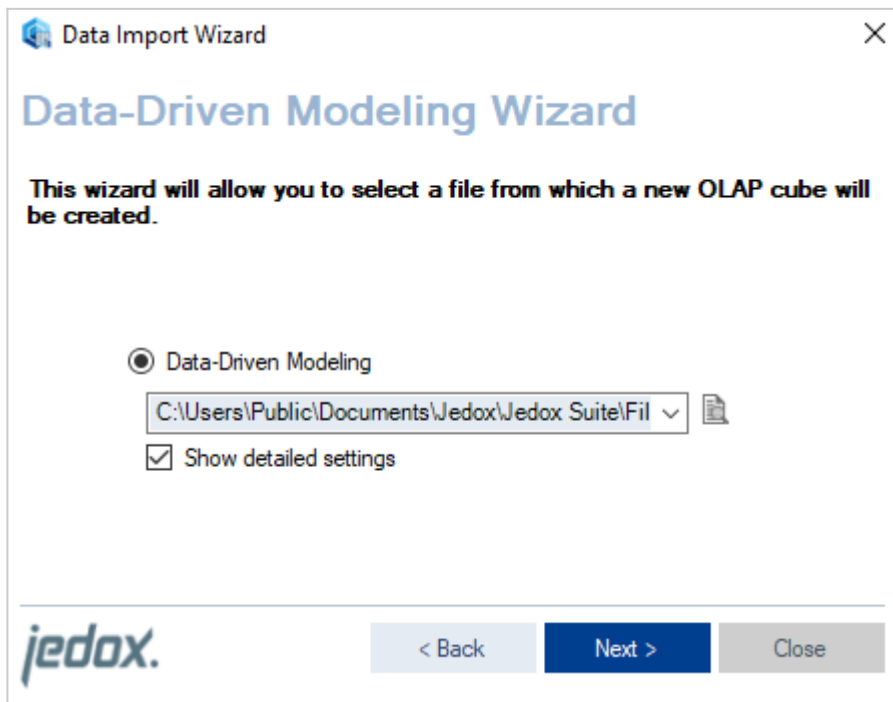 Data Import Wizard
Data-Driven Modeling Wizard
This wizard will allow you to select a file from which a new OLAP cube will
be created.
Data-Driven Modeling
C:\Users\Public\Documents\Jedox\Jedox Suite\Fil
Show detailed settings
jedox.
< Back
Next >
Close